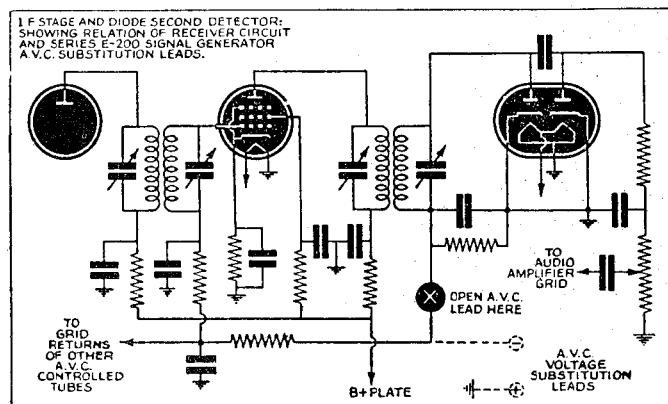 I F STAGE AND DIODE SECOND DETECTOR:
SHOWING RELATION OF RECEIVER CIRCUIT
AND SERIES E-200 SIGNAL GENERATOR
A.V.C. SUBSTITUTION LEADS.
TO
AUDIO
AMPLIFIER
GRID
OPEN A.V.C.
LEAD HERE
TO
GRID
RETURNS
OF OTHER
A.V.C.
CONTROLLED
TUBES
B+PLATE
A.V.C.
VOLTAGE
SUBSTITUTION
LEADS